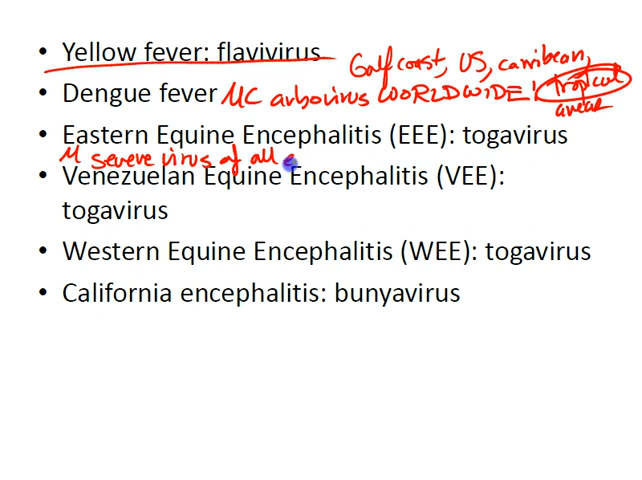 • Yellow fever: flavivirus
Gulf coast, US, carribean,
• Dengue fever MC arbovirus WORLDWIDE! tropical
areas
• Eastern Equine Encephalitis (EEE): togavirus
M severe virus of all e
• Venezuelan Equine Encephalitis (VEE):
togavirus
• Western Equine Encephalitis (WEE): togavirus
• California encephalitis: bunyavirus